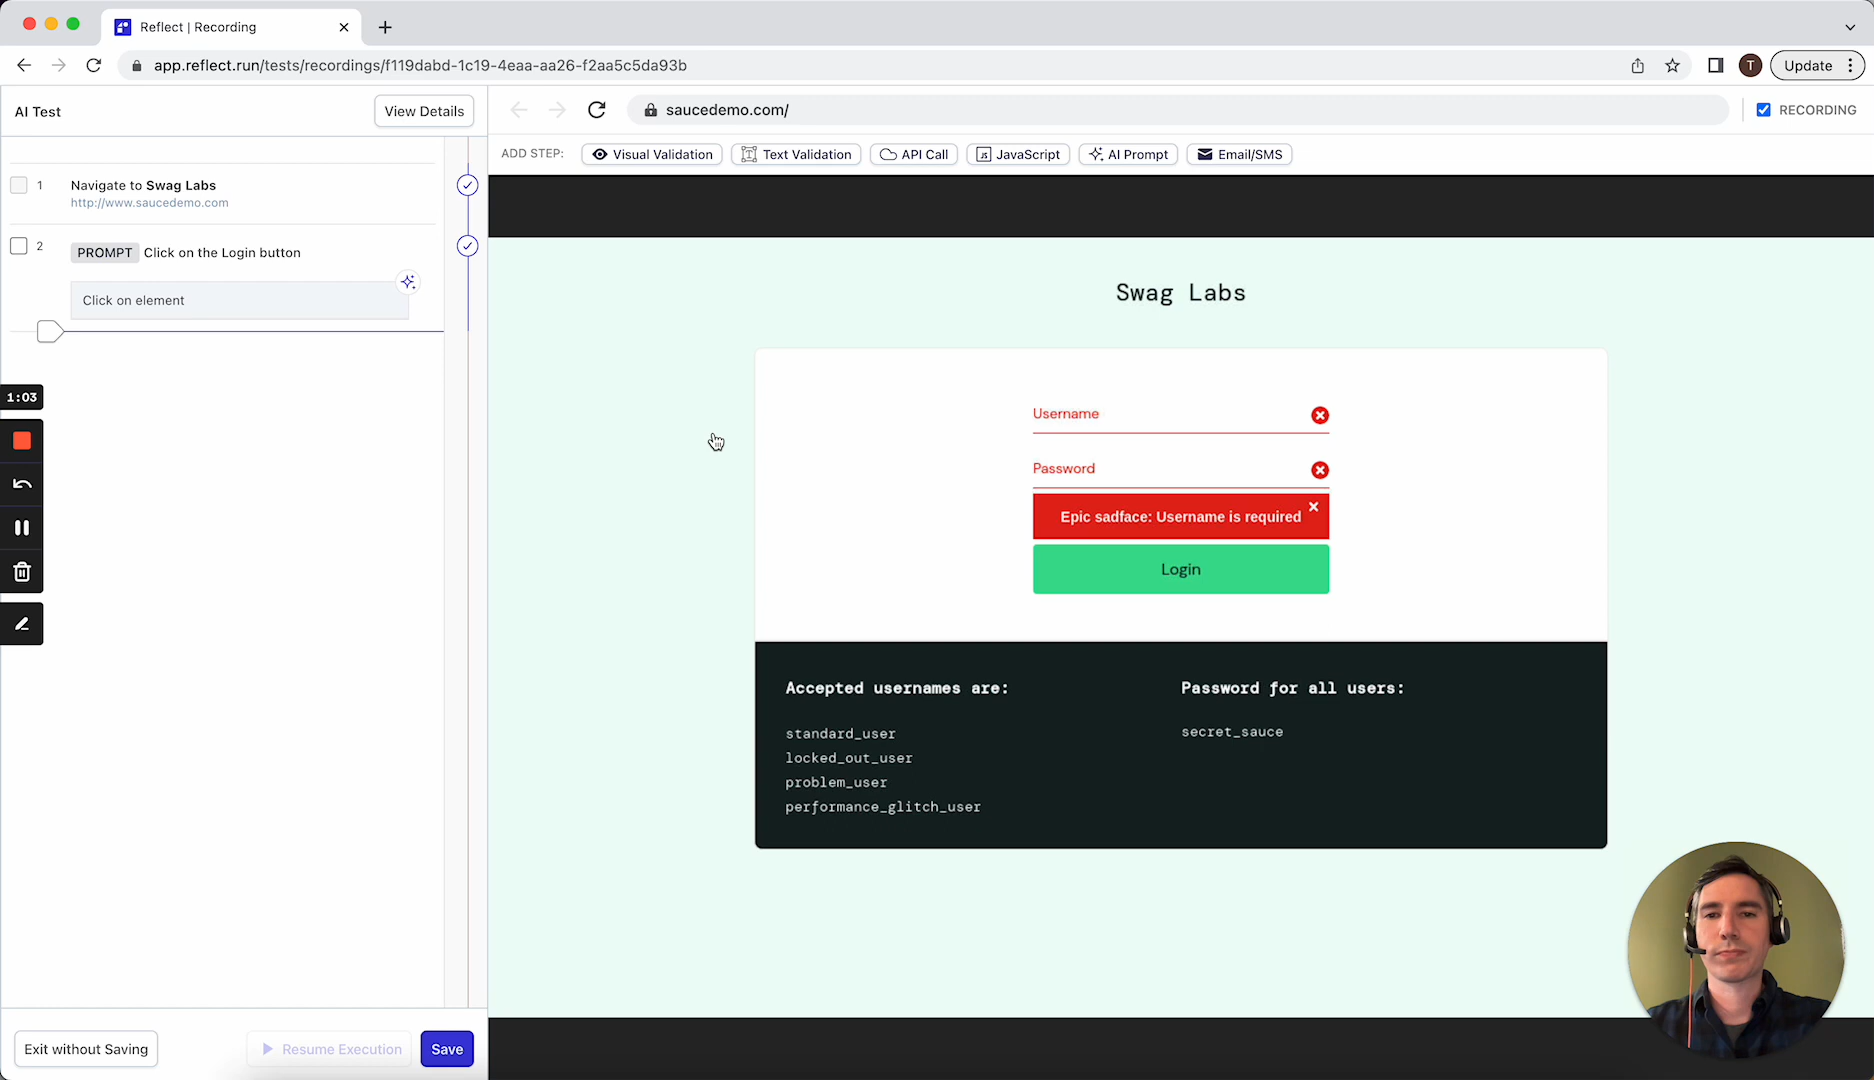 Reflect | Recording
app.reflect.run/tests/recordings/f119dabd-1c19-4eaa-aa26-f2aa5c5da93b
T
Update
AI Test
View Details
saucedemo.com/
RECORDING
ADD STEP:
Visual Validation
Text Validation
API Call
JS
JavaScript
AI Prompt
Email/SMS
1
Navigate to Swag Labs
http://www.saucedemo.com
2
PROMPT Click on the Login button
Click on element
1:03
Swag Labs
Username
Password
Epic sadface: Username is required
Login
Accepted usernames are:
standard_user
locked_out_user
problem_user
performance_glitch_user
Password for all users:
secret_sauce
Exit without Saving
Resume Execution
Save